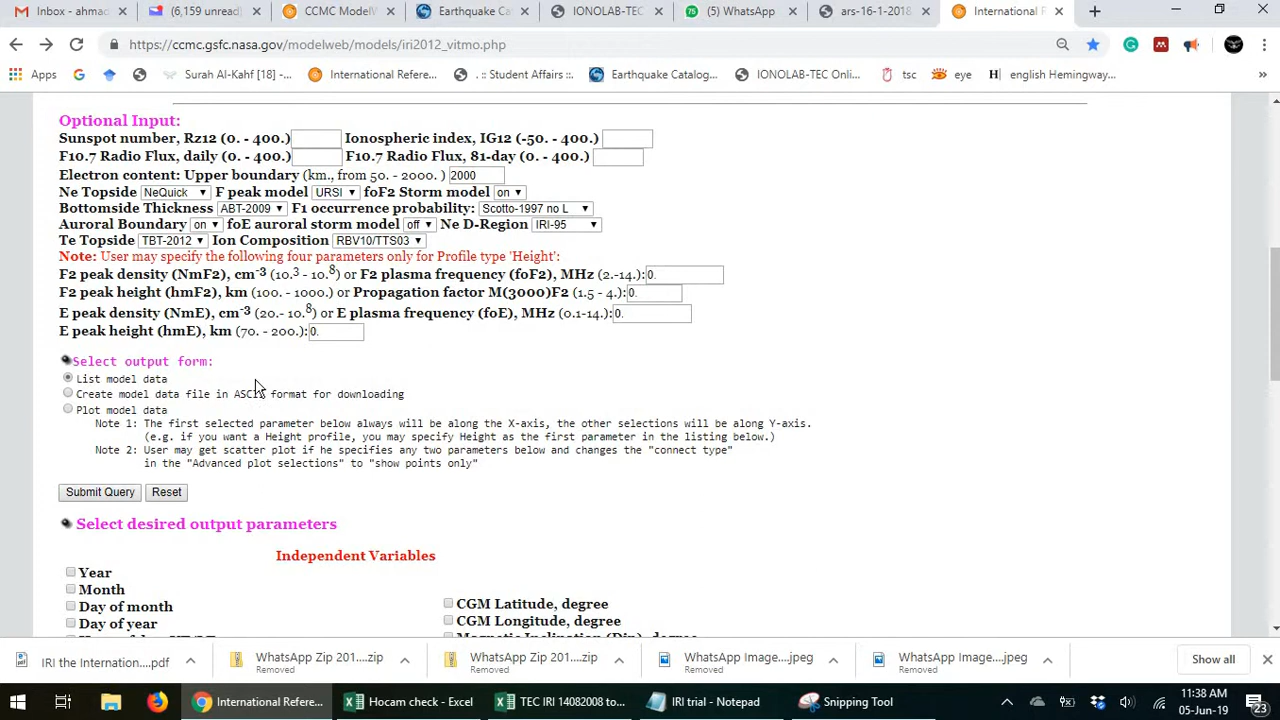 Inbox - ahmad
(6,159 unread)
CCMC ModelW
Earthquake Cat
IONOLAB-TEC
(5) WhatsApp
ars-16-1-2018
International R
https://ccmc.gsfc.nasa.gov/modelweb/models/iri2012_vitmo.php
Apps
Surah Al-Kahf [18] -...
International Refere...
.:: Student Affairs ::.
Earthquake Catalog...
IONOLAB-TEC Onli...
tsc
eye
english Hemingway...
»
Optional Input:
Sunspot number, Rz12 (0. - 400.) Ionospheric index, IG12 (-50. - 400.)
F10.7 Radio Flux, daily (0. - 400.) F10.7 Radio Flux, 81-day (0. - 400.)
Electron content: Upper boundary (km., from 50. - 2000. ) 2000
Ne Topside NeQuick F peak model URSI foF2 Storm model on
Bottomside Thickness ABT-2009 F1 occurrence probability: Scotto-1997 no L
Auroral Boundary on foE auroral storm model off Ne D-Region IRI-95
Te Topside TBT-2012 Ion Composition RBV10/TTS03
Note: User may specify the following four parameters only for Profile type 'Height':
F2 peak density (NmF2), cm-3 (10.3 - 10.8) or F2 plasma frequency (foF2), MHz (2.-14.): 0.
F2 peak height (hmF2), km (100. - 1000.) or Propagation factor M(3000)F2 (1.5 - 4.): 0.
E peak density (NmE), cm-3 (20.- 10.8) or E plasma frequency (foE), MHz (0.1-14.): 0.
E peak height (hmE), km (70. - 200.): 0.
Select output form:
List model data
Create model data file in ASCII format for downloading
Plot model data
Note 1: The first selected parameter below always will be along the X-axis, the other selections will be along Y-axis.
(e.g. if you want a Height profile, you may specify Height as the first parameter in the listing below.)
Note 2: User may get scatter plot if he specifies any two parameters below and changes the "connect type"
in the "Advanced plot selections" to "show points only"
Submit Query Reset
Select desired output parameters
Independent Variables
Year
Month
Day of month CGM Latitude, degree
Day of year CGM Longitude, degree
Magnetic Inclination (Dip), degree
IRI the Internation....pdf
WhatsApp Zip 201....zip
Removed
WhatsApp Zip 201....zip
Removed
WhatsApp Image....jpeg
Removed
WhatsApp Image....jpeg
Removed
Show all
International Refere...
Hocam check - Excel
TEC IRI 14082008 to...
IRI trial - Notepad
Snipping Tool
11:38 AM
05-Jun-19
23